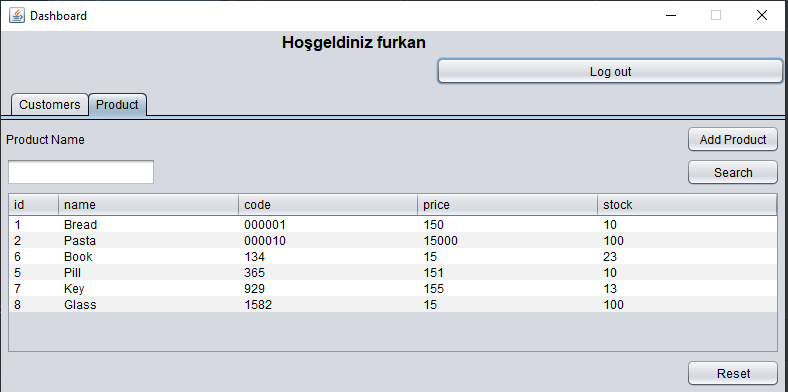 Dashboard
Hoşgeldiniz furkan
Log out
Customers Product
Product Name Add Product
Search
id name code price stock
1 Bread 000001 150 10
2 Pasta 000010 15000 100
6 Book 134 15 23
5 Pill 365 151 10
7 Key 929 155 13
8 Glass 1582 15 100
Reset